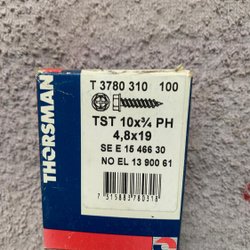 THORSMAN
T 3780 310 100
TST 10x¾ PH
4,8x19
SE E 15 466 30
NO EL 13 900 61
7 315883 780318